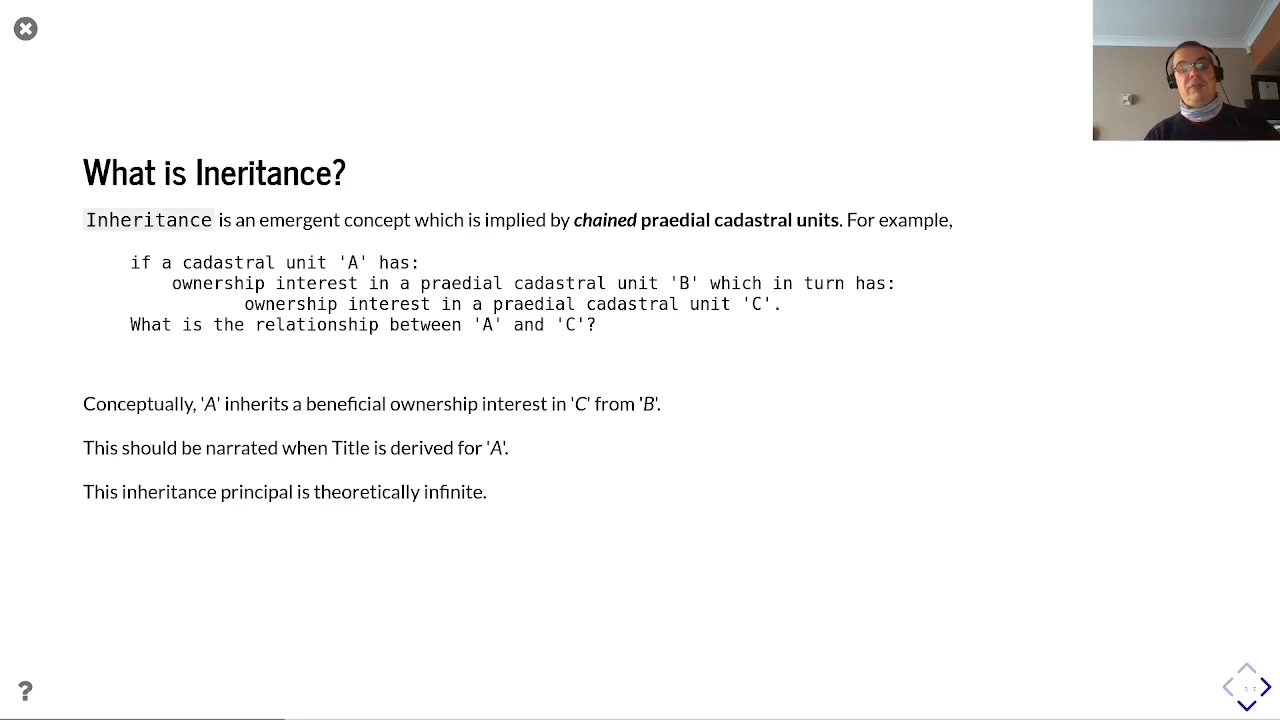 What is Ineritance?
Inheritance is an emergent concept which is implied by chained praedial cadastral units. For example,
if a cadastral unit 'A' has:
ownership interest in a praedial cadastral unit 'B' which in turn has:
ownership interest in a praedial cadastral unit 'C'.
What is the relationship between 'A' and 'C'?
Conceptually, 'A' inherits a beneficial ownership interest in 'C' from 'B'.
This should be narrated when Title is derived for 'A'.
This inheritance principal is theoretically infinite.
?
3 7